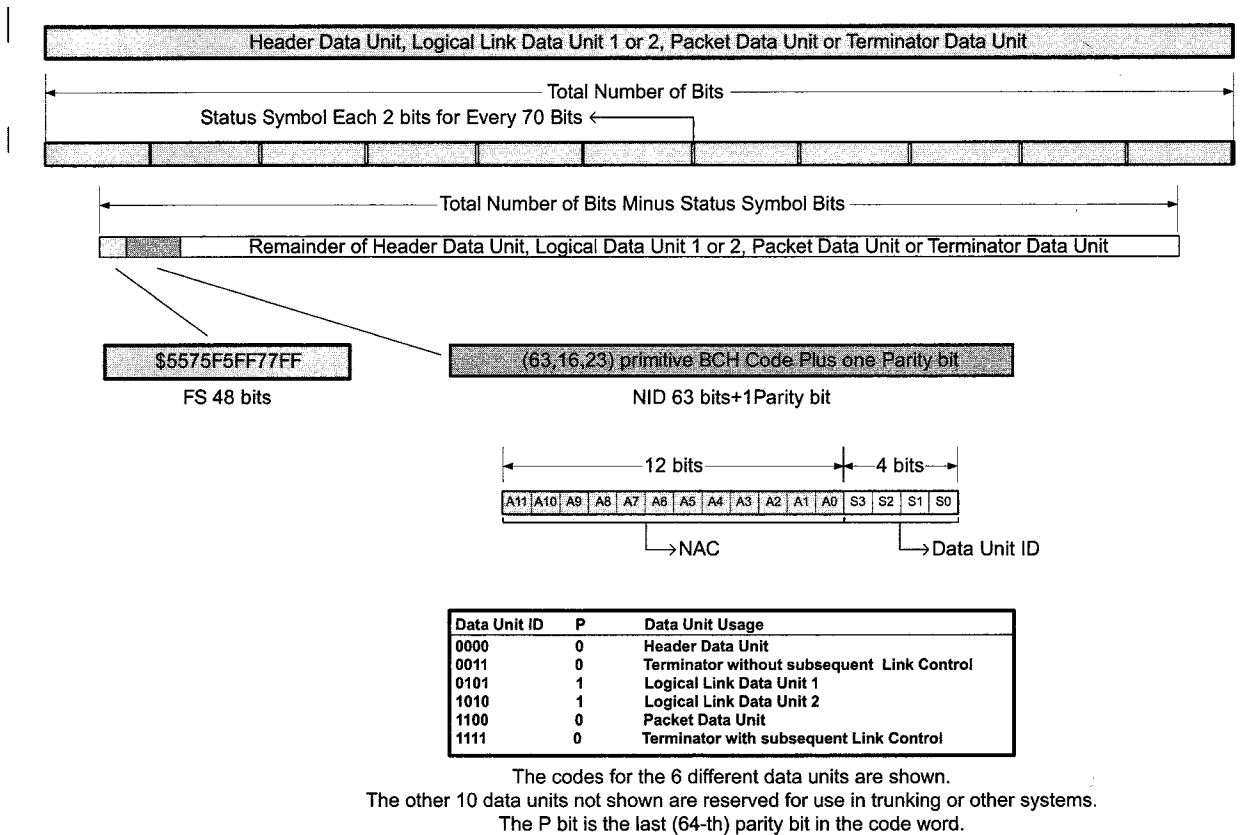 Header Data Unit, Logical Link Data Unit 1 or 2, Packet Data Unit or Terminator Data Unit
Total Number of Bits
Status Symbol Each 2 bits for Every 70 Bits
Total Number of Bits Minus Status Symbol Bits
Remainder of Header Data Unit, Logical Data Unit 1 or 2, Packet Data Unit or Terminator Data Unit
$5575F5FF77FF
(63,16,23) primitive BCH Code Plus one Parity bit
FS 48 bits
NID 63 bits+1Parity bit
12 bits
4 bits
A11 A10 A9 A8 A7 A6 A5 A4 A3 A2 A1 A0 S3 S2 S1 S0
NAC
Data Unit ID
Data Unit ID P Data Unit Usage
0000 0 Header Data Unit
0011 0 Terminator without subsequent Link Control
0101 1 Logical Link Data Unit 1
1010 1 Logical Link Data Unit 2
1100 0 Packet Data Unit
1111 0 Terminator with subsequent Link Control
The codes for the 6 different data units are shown.
The other 10 data units not shown are reserved for use in trunking or other systems.
The P bit is the last (64-th) parity bit in the code word.